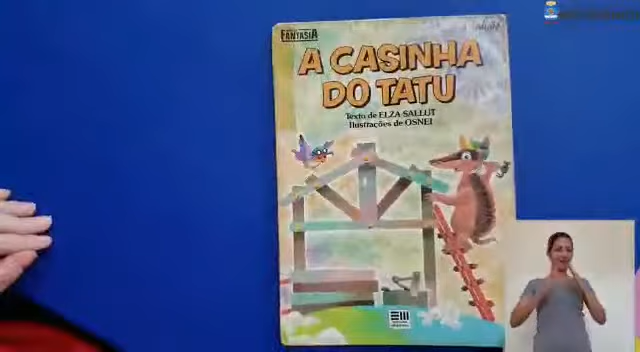 FANTASIA
A CASINHA
DO TATU
Texto de ELZA SALLUT
Ilustrações de OSNEI